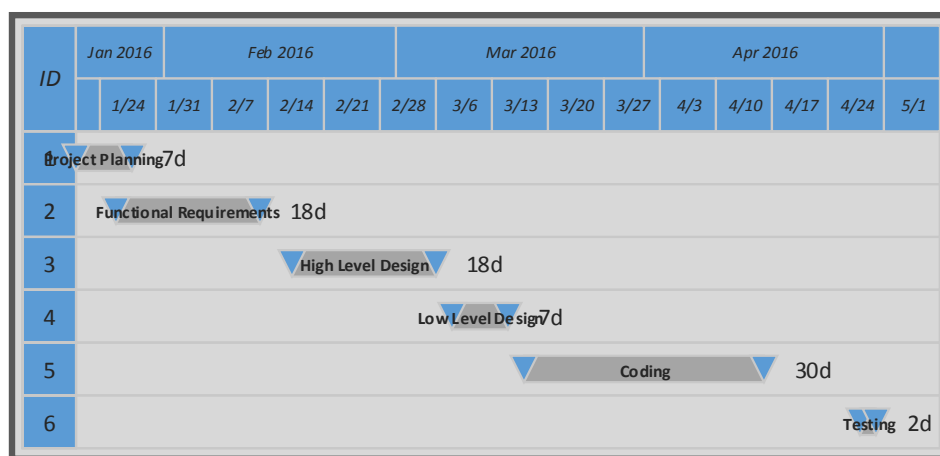 ID
Jan 2016 Feb 2016 Mar 2016 Apr 2016
1/24 1/31 2/7 2/14 2/21 2/28 3/6 3/13 3/20 3/27 4/3 4/10 4/17 4/24 5/1
1 Project Planning 7d
2 Functional Requirements 18d
3 High Level Design 18d
4 Low Level Design 7d
5 Coding 30d
6 Testing 2d